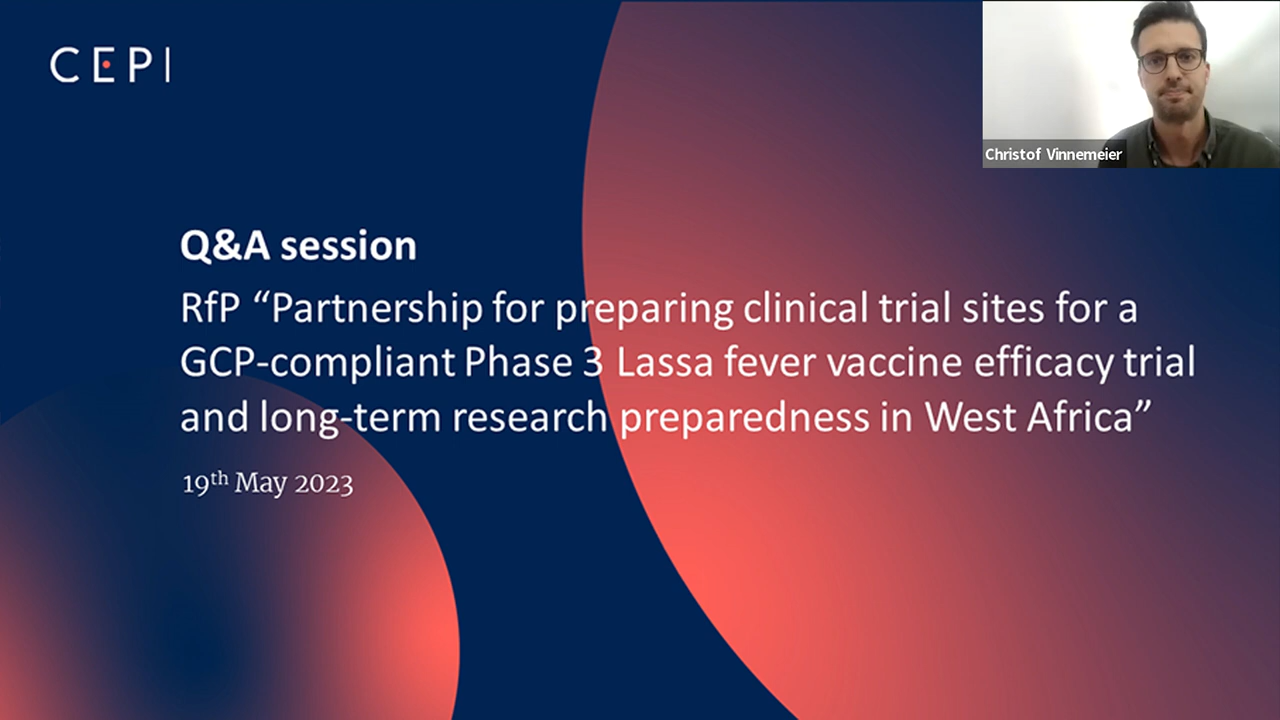 CEPI
Christof Vinnemeier
Q&A session
RfP “Partnership for preparing clinical trial sites for a
GCP-compliant Phase 3 Lassa fever vaccine efficacy trial
and long-term research preparedness in West Africa”
19th May 2023